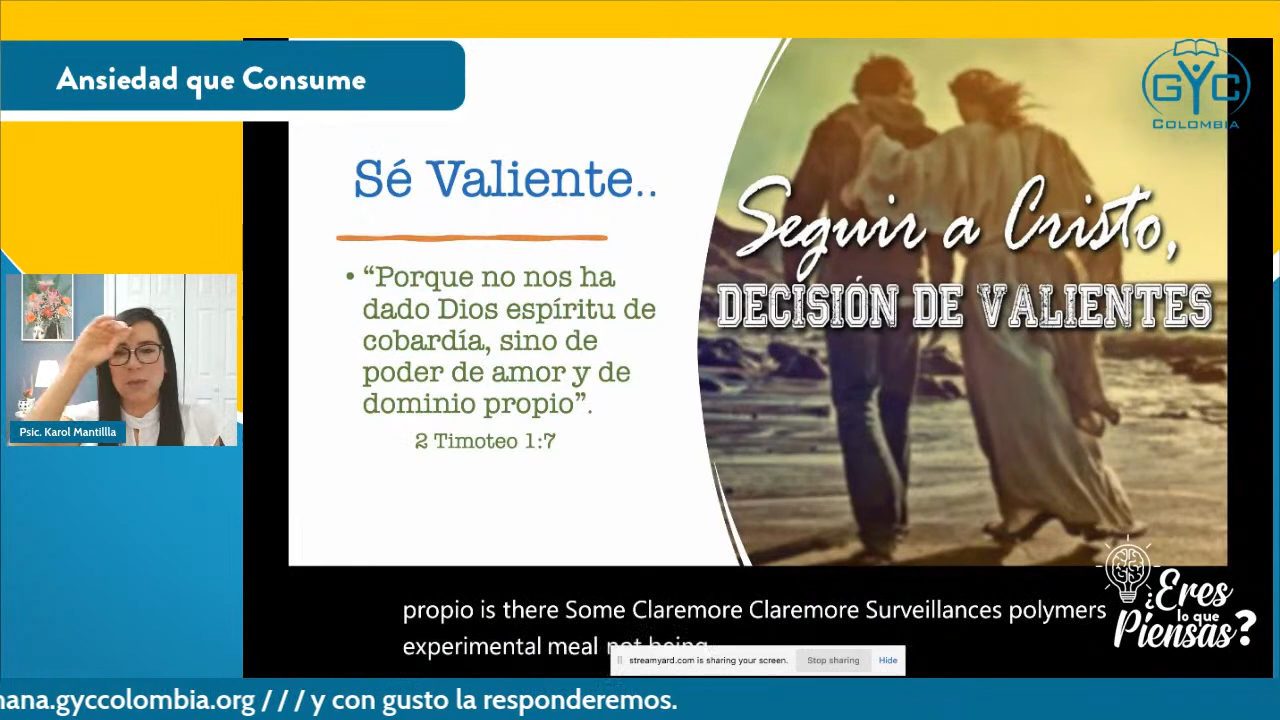 Ansiedad que Consume
GYC
COLOMBIA
Sé Valiente..
• “Porque no nos ha
dado Dios espíritu de
cobardía, sino de
poder de amor y de
dominio propio”.
2 Timoteo 1:7
Seguir a Cristo,
DECISIÓN DE VALIENTES
Psic. Karol Mantillla
propio is there Some Claremore Claremore Surveillances polymers
experimental meal not being
streamyard.com is sharing your screen.
Stop sharing
Hide
¿Eres
lo que
Piensas?
nana.gyccolombia.org /// y con gusto la responderemos.